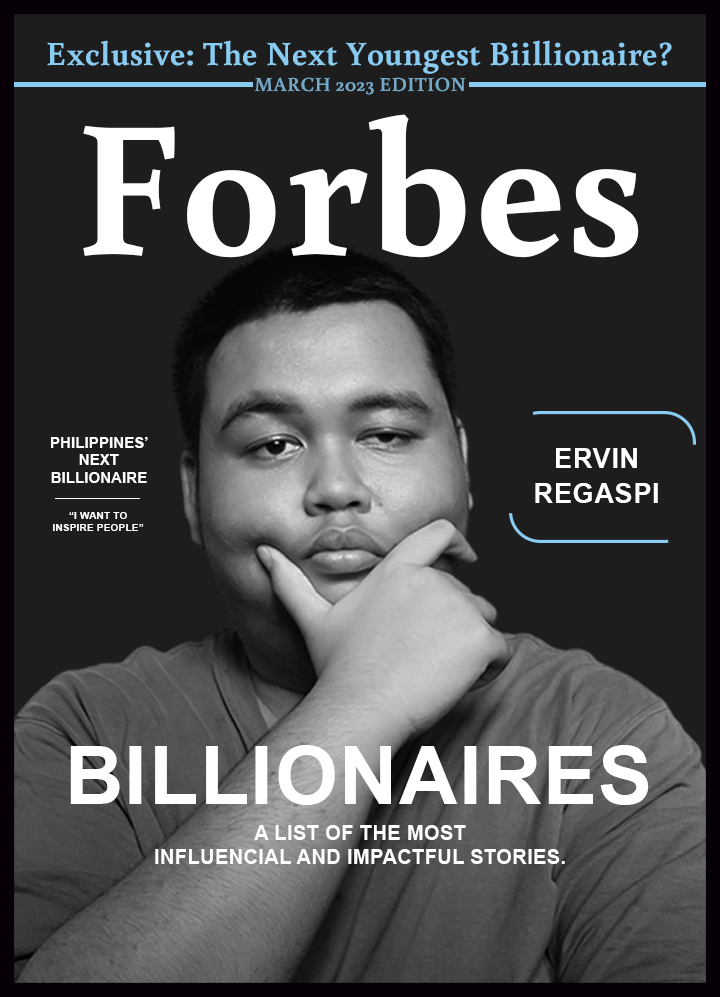 Exclusive: The Next Youngest Biillionaire?
MARCH 2023 EDITION
Forbes
PHILIPPINES’
NEXT
BILLIONAIRE
“I WANT TO
INSPIRE PEOPLE”
ERVIN
REGASPI
BILLIONAIRES
A LIST OF THE MOST
INFLUENCIAL AND IMPACTFUL STORIES.